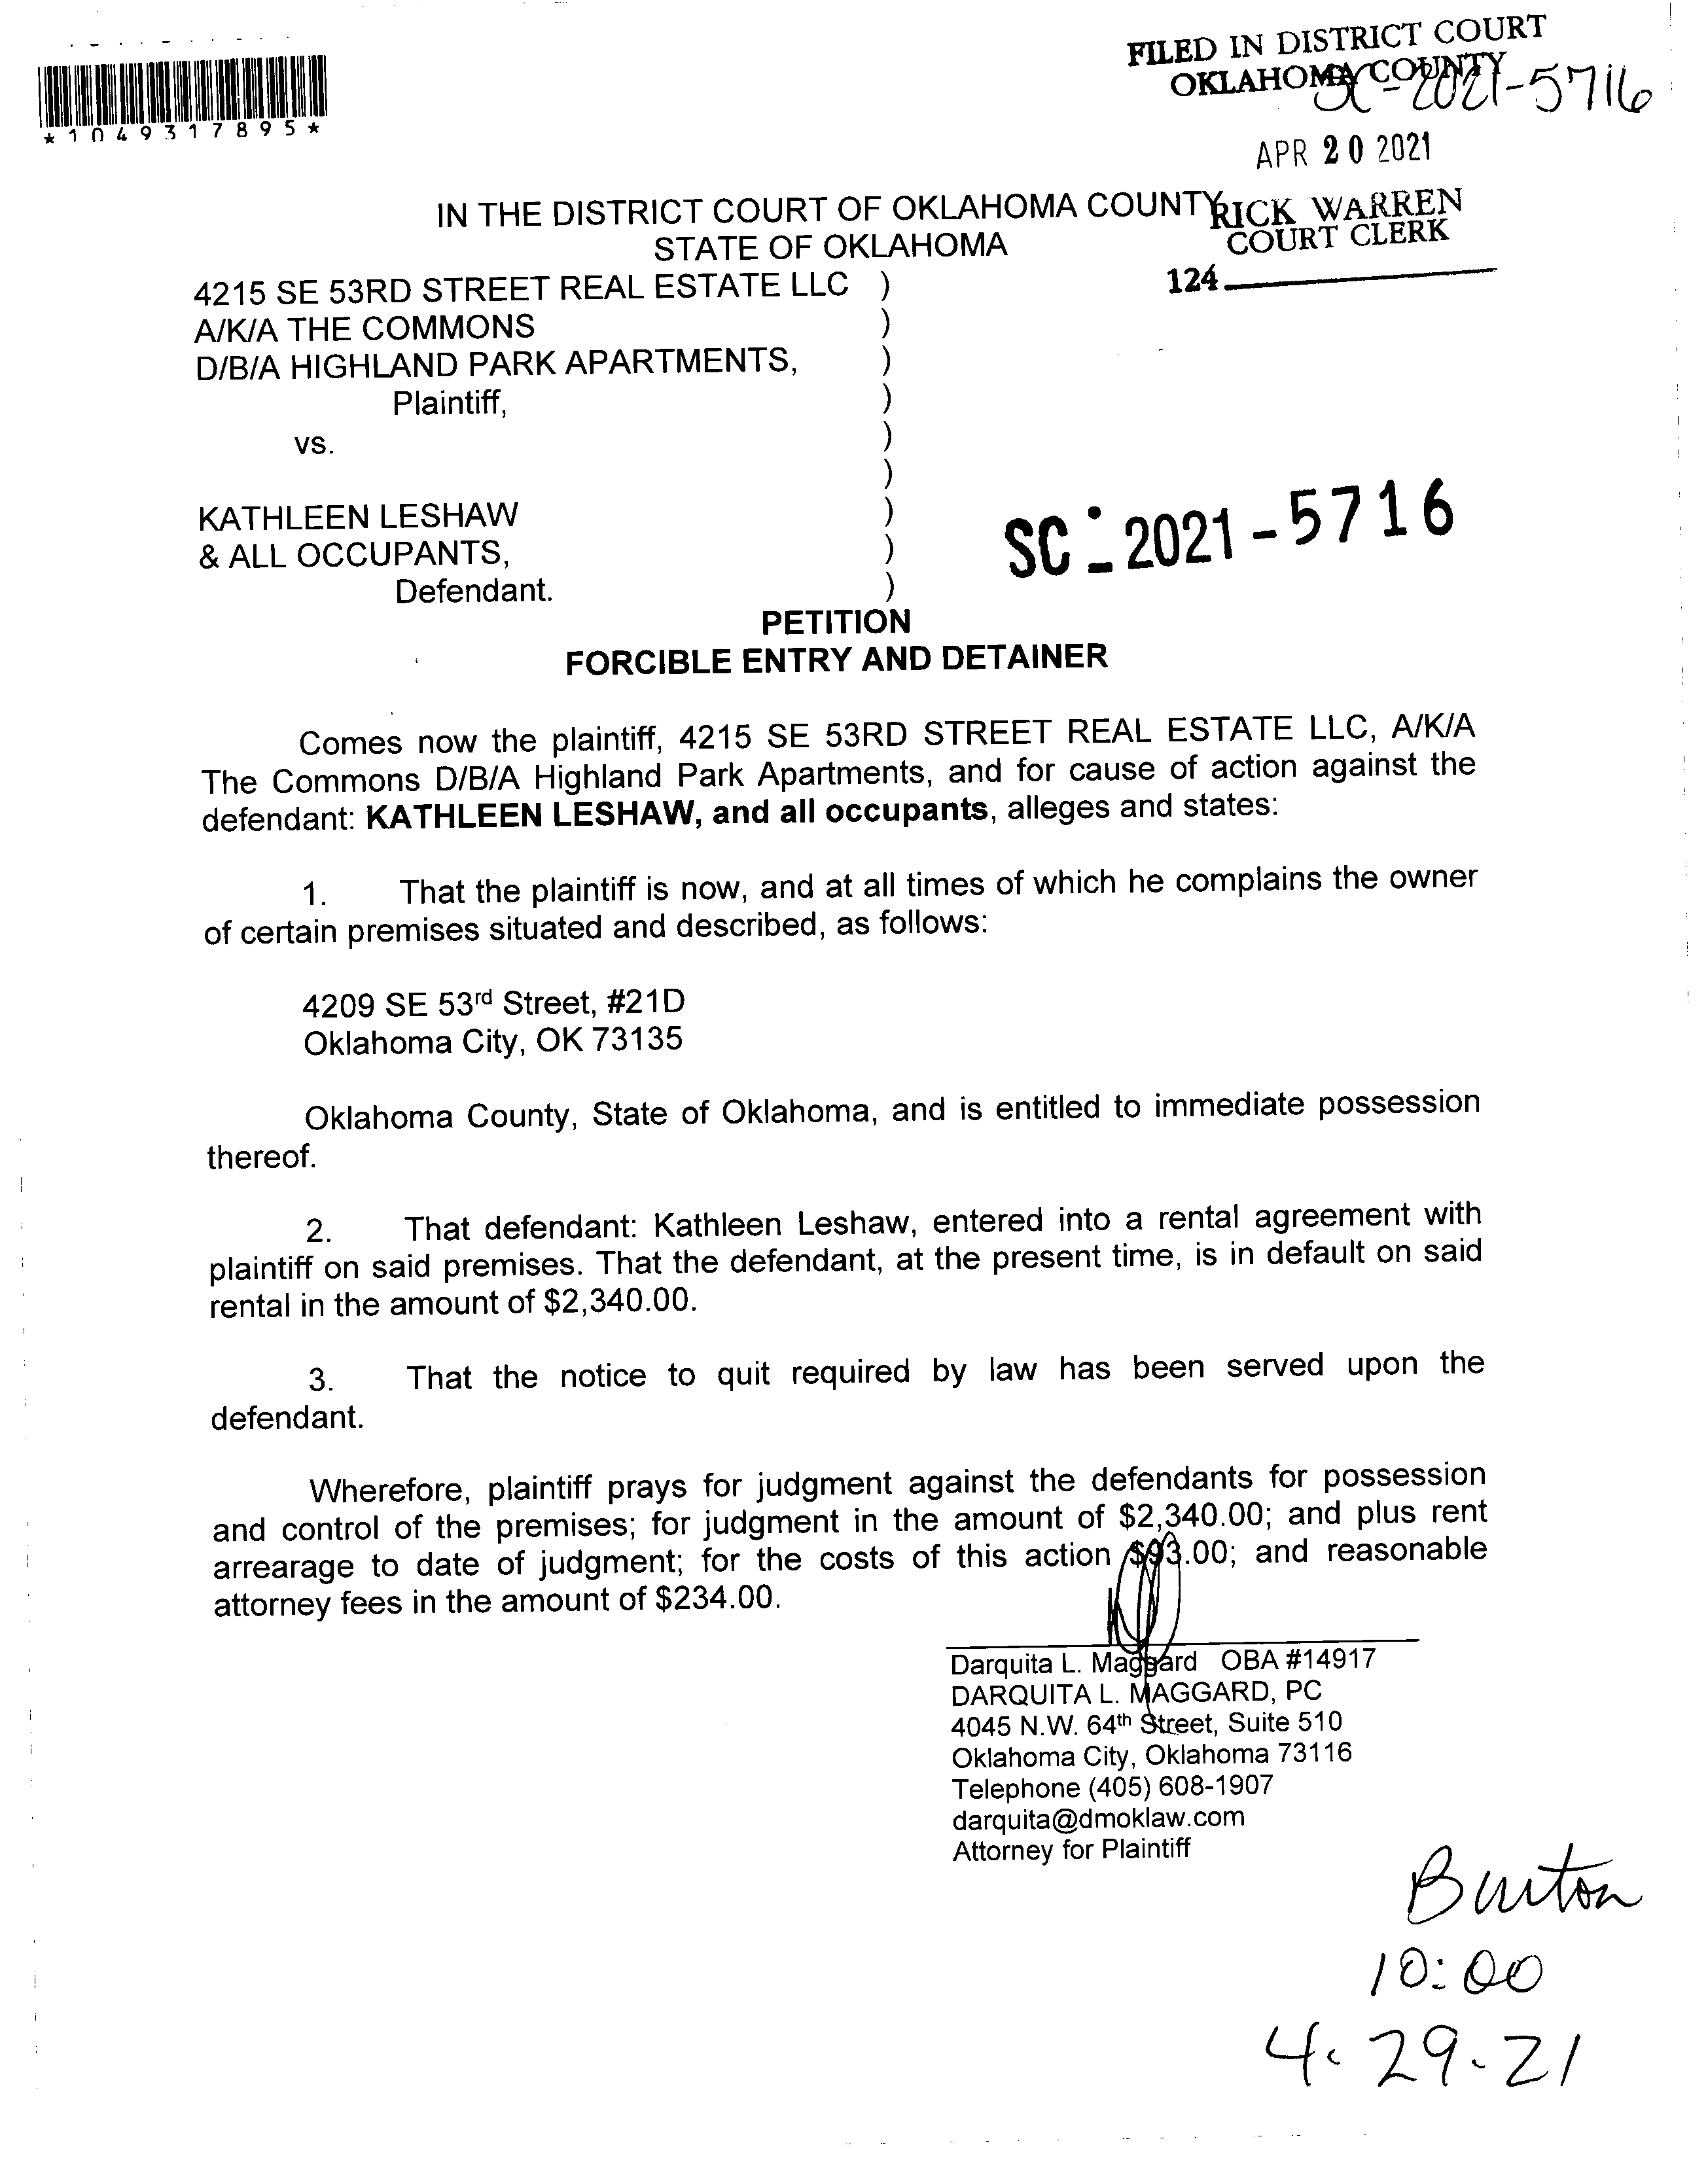 FILED IN DISTRICT COURT
OKLAHOMA COUNTY
SC-2021-5716
*1049317895*
APR 20 2021
IN THE DISTRICT COURT OF OKLAHOMA COUNTY
STATE OF OKLAHOMA
RICK WARREN
COURT CLERK
124
4215 SE 53RD STREET REAL ESTATE LLC )
A/K/A THE COMMONS )
D/B/A HIGHLAND PARK APARTMENTS, )
Plaintiff, )
vs. )
)
KATHLEEN LESHAW )
& ALL OCCUPANTS, )
Defendant. )
SC-2021-5716
PETITION
FORCIBLE ENTRY AND DETAINER
Comes now the plaintiff, 4215 SE 53RD STREET REAL ESTATE LLC, A/K/A
The Commons D/B/A Highland Park Apartments, and for cause of action against the
defendant: KATHLEEN LESHAW, and all occupants, alleges and states:
1. That the plaintiff is now, and at all times of which he complains the owner
of certain premises situated and described, as follows:
4209 SE 53rd Street, #21D
Oklahoma City, OK 73135
Oklahoma County, State of Oklahoma, and is entitled to immediate possession
thereof.
2. That defendant: Kathleen Leshaw, entered into a rental agreement with
plaintiff on said premises. That the defendant, at the present time, is in default on said
rental in the amount of $2,340.00.
3. That the notice to quit required by law has been served upon the
defendant.
Wherefore, plaintiff prays for judgment against the defendants for possession
and control of the premises; for judgment in the amount of $2,340.00; and plus rent
arrearage to date of judgment; for the costs of this action $93.00; and reasonable
attorney fees in the amount of $234.00.
Darquita L. Maggard OBA #14917
DARQUITA L. MAGGARD, PC
4045 N.W. 64th Street, Suite 510
Oklahoma City, Oklahoma 73116
Telephone (405) 608-1907
darquita@dmoklaw.com
Attorney for Plaintiff
Burton
10:00
4.29.21